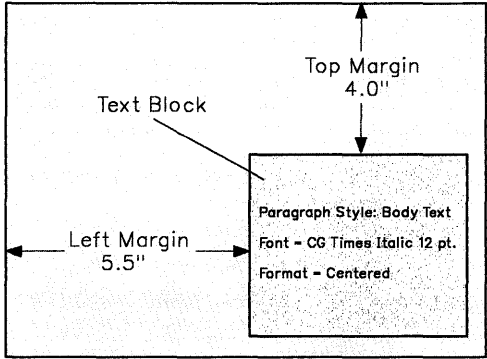 Top Margin
4.0"
Text Block
Paragraph Style: Body Text
Font - CG Times Italic 12 pt.
Format - Centered
Left Margin
5.5"